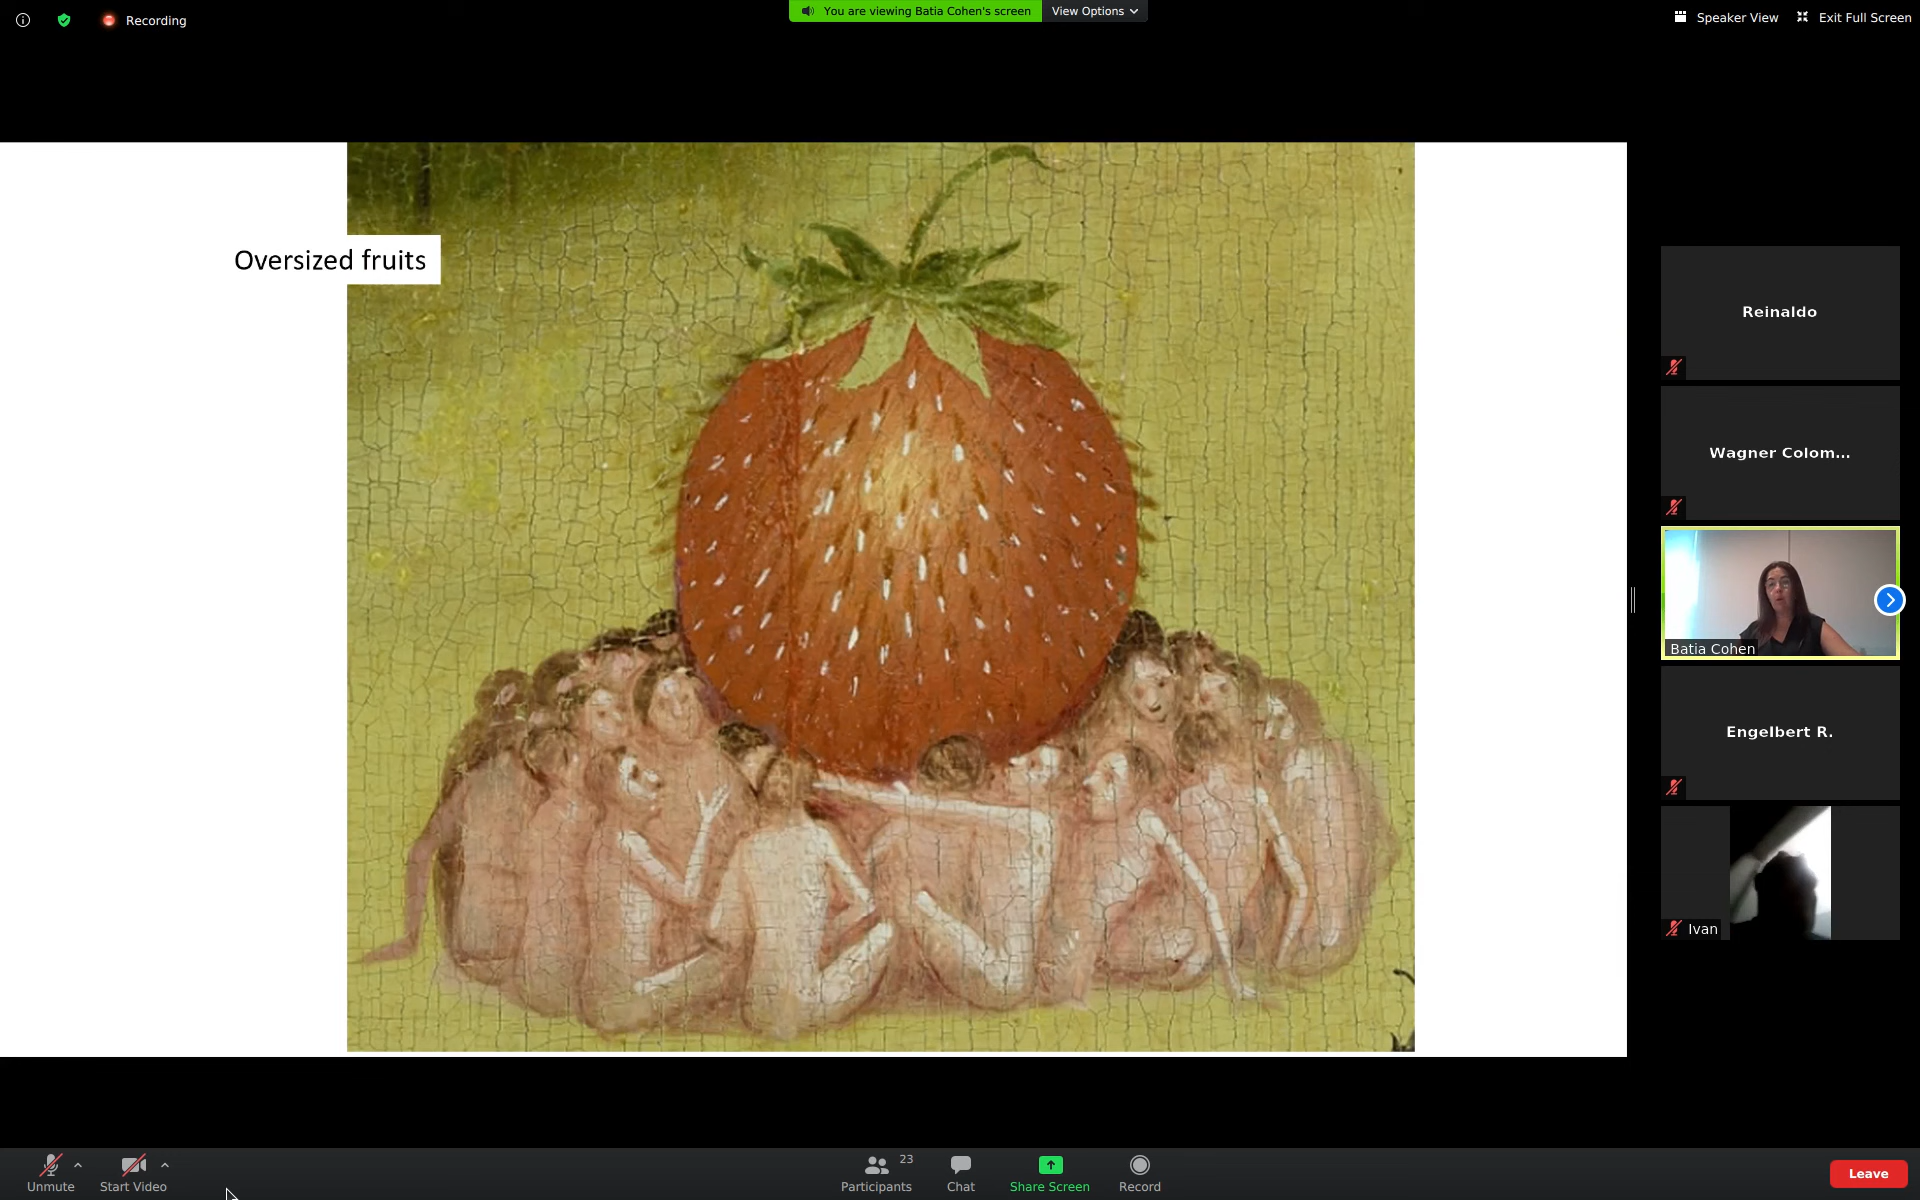 Recording
You are viewing Batia Cohen's screen
View Options
Speaker View
Exit Full Screen
Oversized fruits
Reinaldo
Wagner Colom...
Batia Cohen
Engelbert R.
Ivan
Unmute
Start Video
23
Participants
Chat
Share Screen
Record
Leave